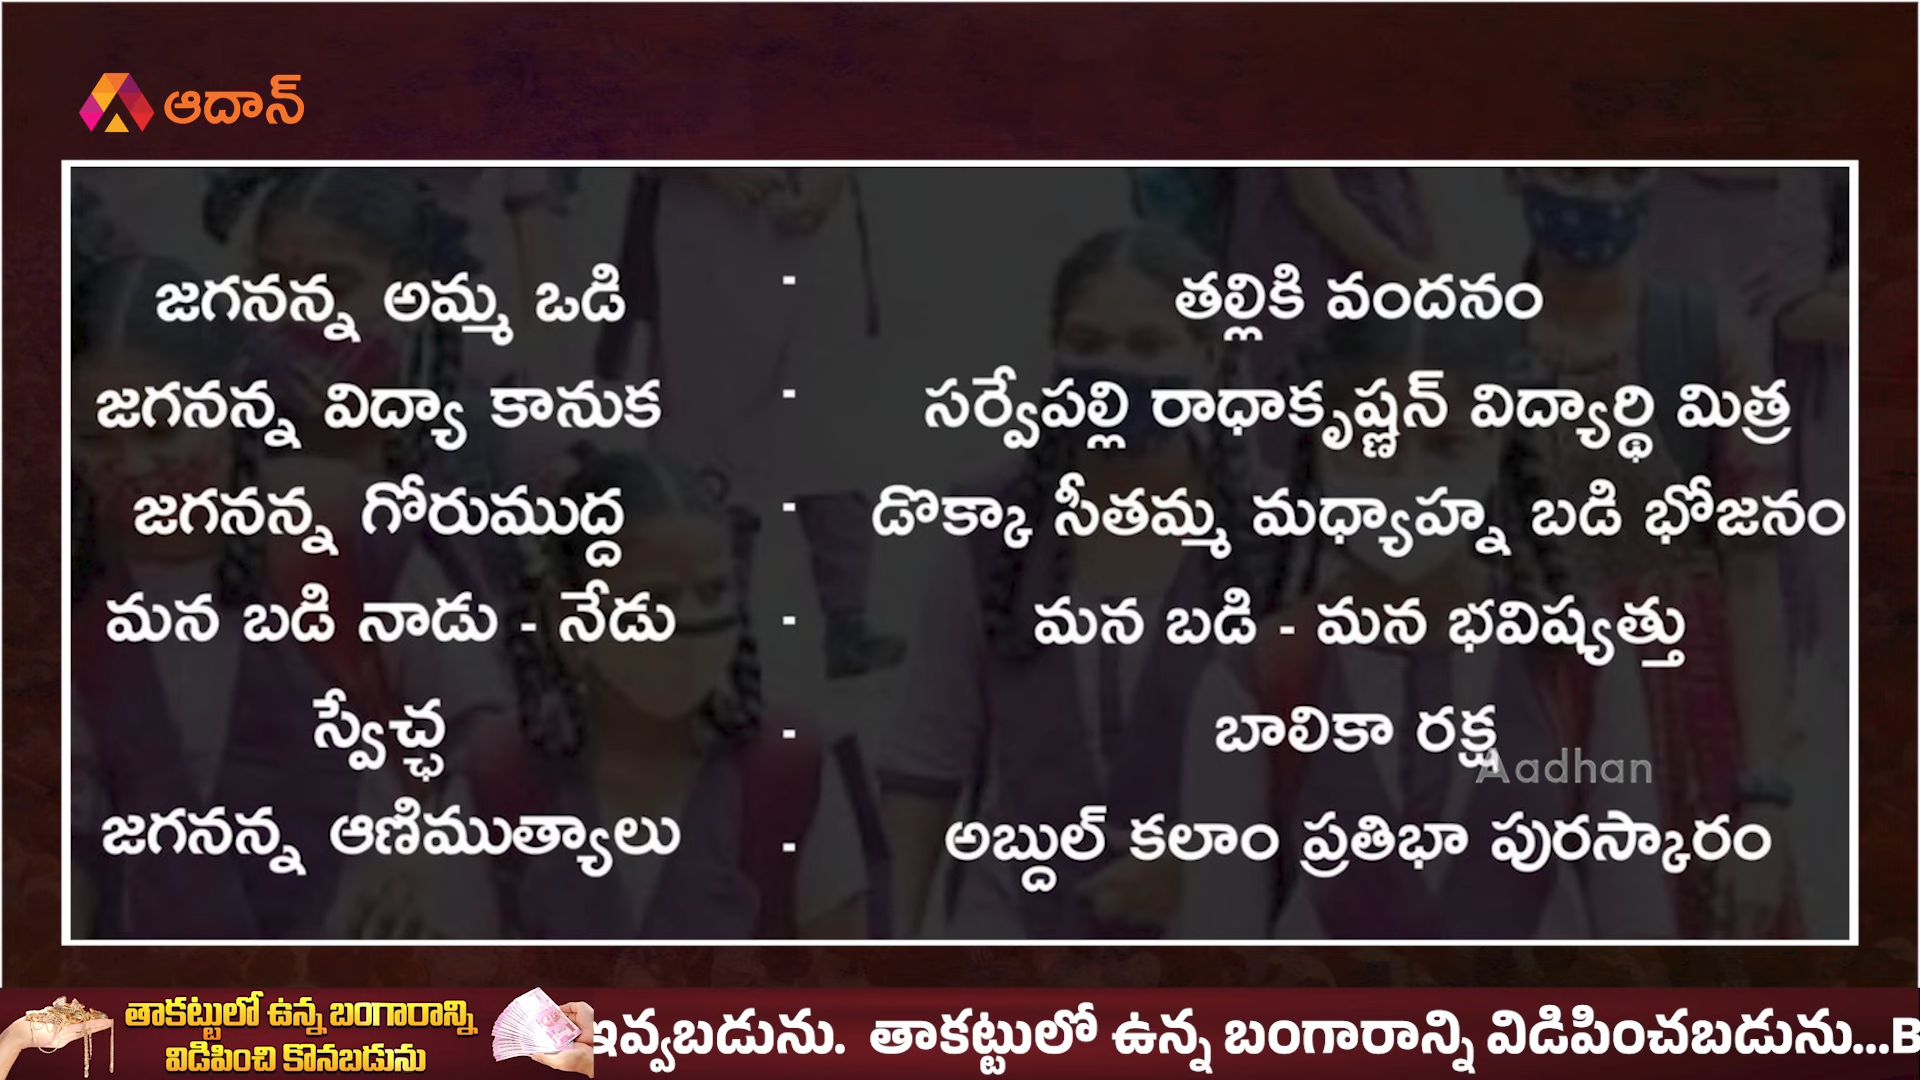 ఆదాన్
జగనన్న అమ్మ ఒడి - తల్లికి వందనం
జగనన్న విద్యా కానుక - సర్వేపల్లి రాధాకృష్ణన్ విద్యార్థి మిత్ర
జగనన్న గోరుముద్ద - డొక్కా సీతమ్మ మధ్యాహ్న బడి భోజనం
మన బడి నాడు - నేడు - మన బడి - మన భవిష్యత్తు
స్వేచ్ఛ - బాలికా రక్ష
Aadhan
జగనన్న ఆణిముత్యాలు - అబ్దుల్ కలాం ప్రతిభా పురస్కారం
తాకట్టులో ఉన్న బంగారాన్ని
విడిపించి కొనబడును
ఇవ్వబడును. తాకట్టులో ఉన్న బంగారాన్ని విడిపించబడును...B